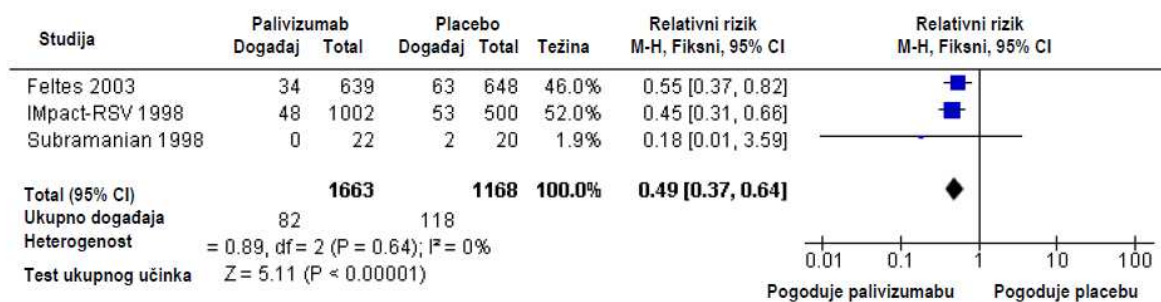 Studija Palivizumab Placebo Relativni rizik Relativni rizik
Događaj Total Događaj Total Težina M-H, Fiksni, 95% CI M-H, Fiksni, 95% CI
Feltes 2003 34 639 63 648 46.0% 0.55 [0.37, 0.82]
IMpact-RSV 1998 48 1002 53 500 52.0% 0.45 [0.31, 0.66]
Subramanian 1998 0 22 2 20 1.9% 0.18 [0.01, 3.59]
Total (95% CI) 1663 1168 100.0% 0.49 [0.37, 0.64]
Ukupno događaja 82 118
Heterogenost = 0.89, df = 2 (P = 0.64); I² = 0%
Test ukupnog učinka Z = 5.11 (P < 0.00001)
0.01 0.1 1 10 100
Pogoduje palivizumabu Pogoduje placebu